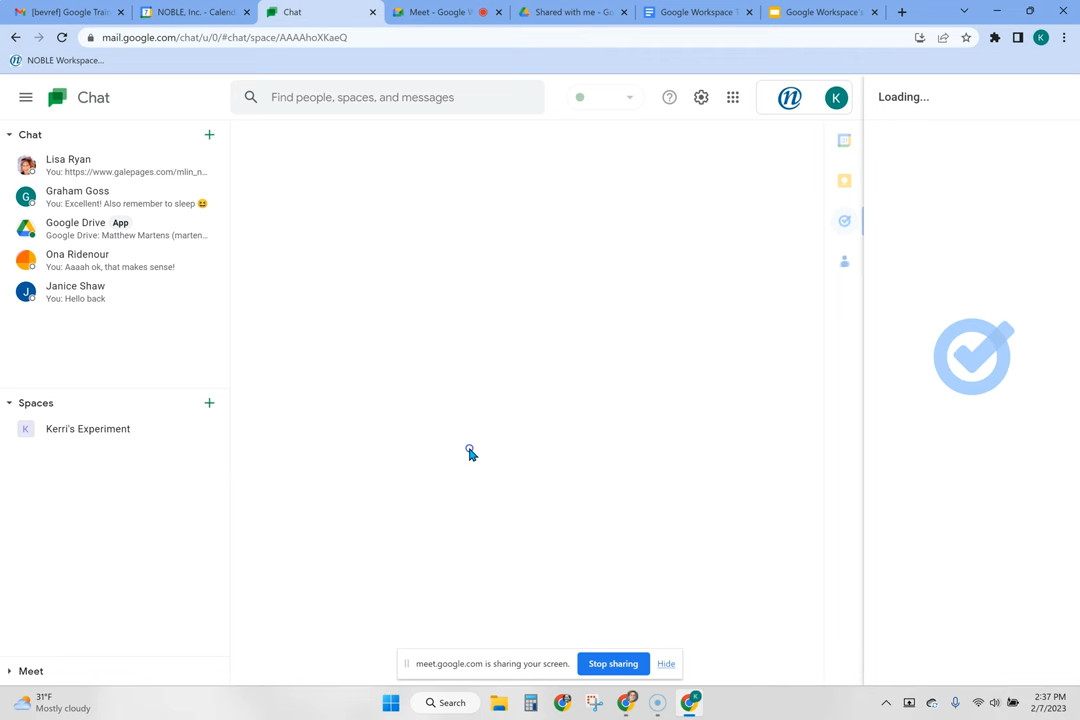 [bevref] Google Train
NOBLE, Inc. - Calend
Chat
Meet - Google W
Shared with me - Go
Google Workspace T
Google Workspace's
mail.google.com/chat/u/0/#chat/space/AAAAhoXKaeQ
K
NOBLE Workspace...
Chat
Find people, spaces, and messages
n
K
Loading...
Chat
Lisa Ryan
You: https://www.galepages.com/mlin_n...
G
Graham Goss
You: Excellent! Also remember to sleep 😆
Google Drive App
Google Drive: Matthew Martens (marten...
Ona Ridenour
You: Aaaah ok, that makes sense!
J
Janice Shaw
You: Hello back
Spaces
K
Kerri's Experiment
Meet
meet.google.com is sharing your screen.
Stop sharing
Hide
31°F
Mostly cloudy
Search
K
2:37 PM
2/7/2023